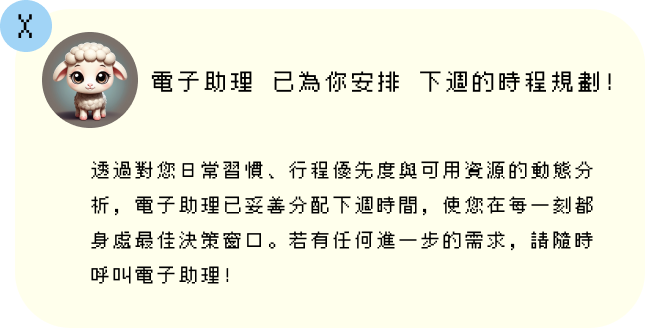 X
電子助理 已為你安排 下週的時程規劃!
透過對您日常習慣、行程優先度與可用資源的動態分
析，電子助理已妥善分配下週時間，使您在每一刻都
身處最佳決策窗口。若有任何進一步的需求，請隨時
呼叫電子助理!